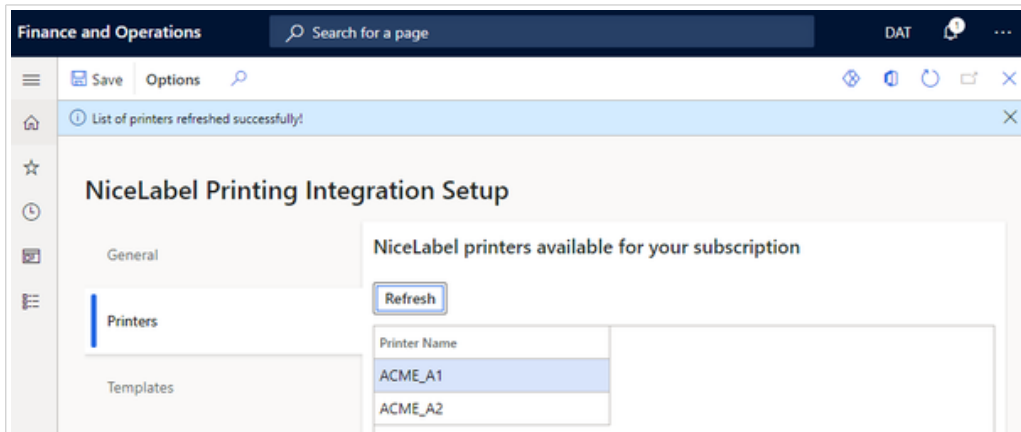 Finance and Operations
Search for a page
DAT
1
Save Options
List of printers refreshed successfully!
NiceLabel Printing Integration Setup
General
Printers
Templates
NiceLabel printers available for your subscription
Refresh
Printer Name
ACME_A1
ACME_A2